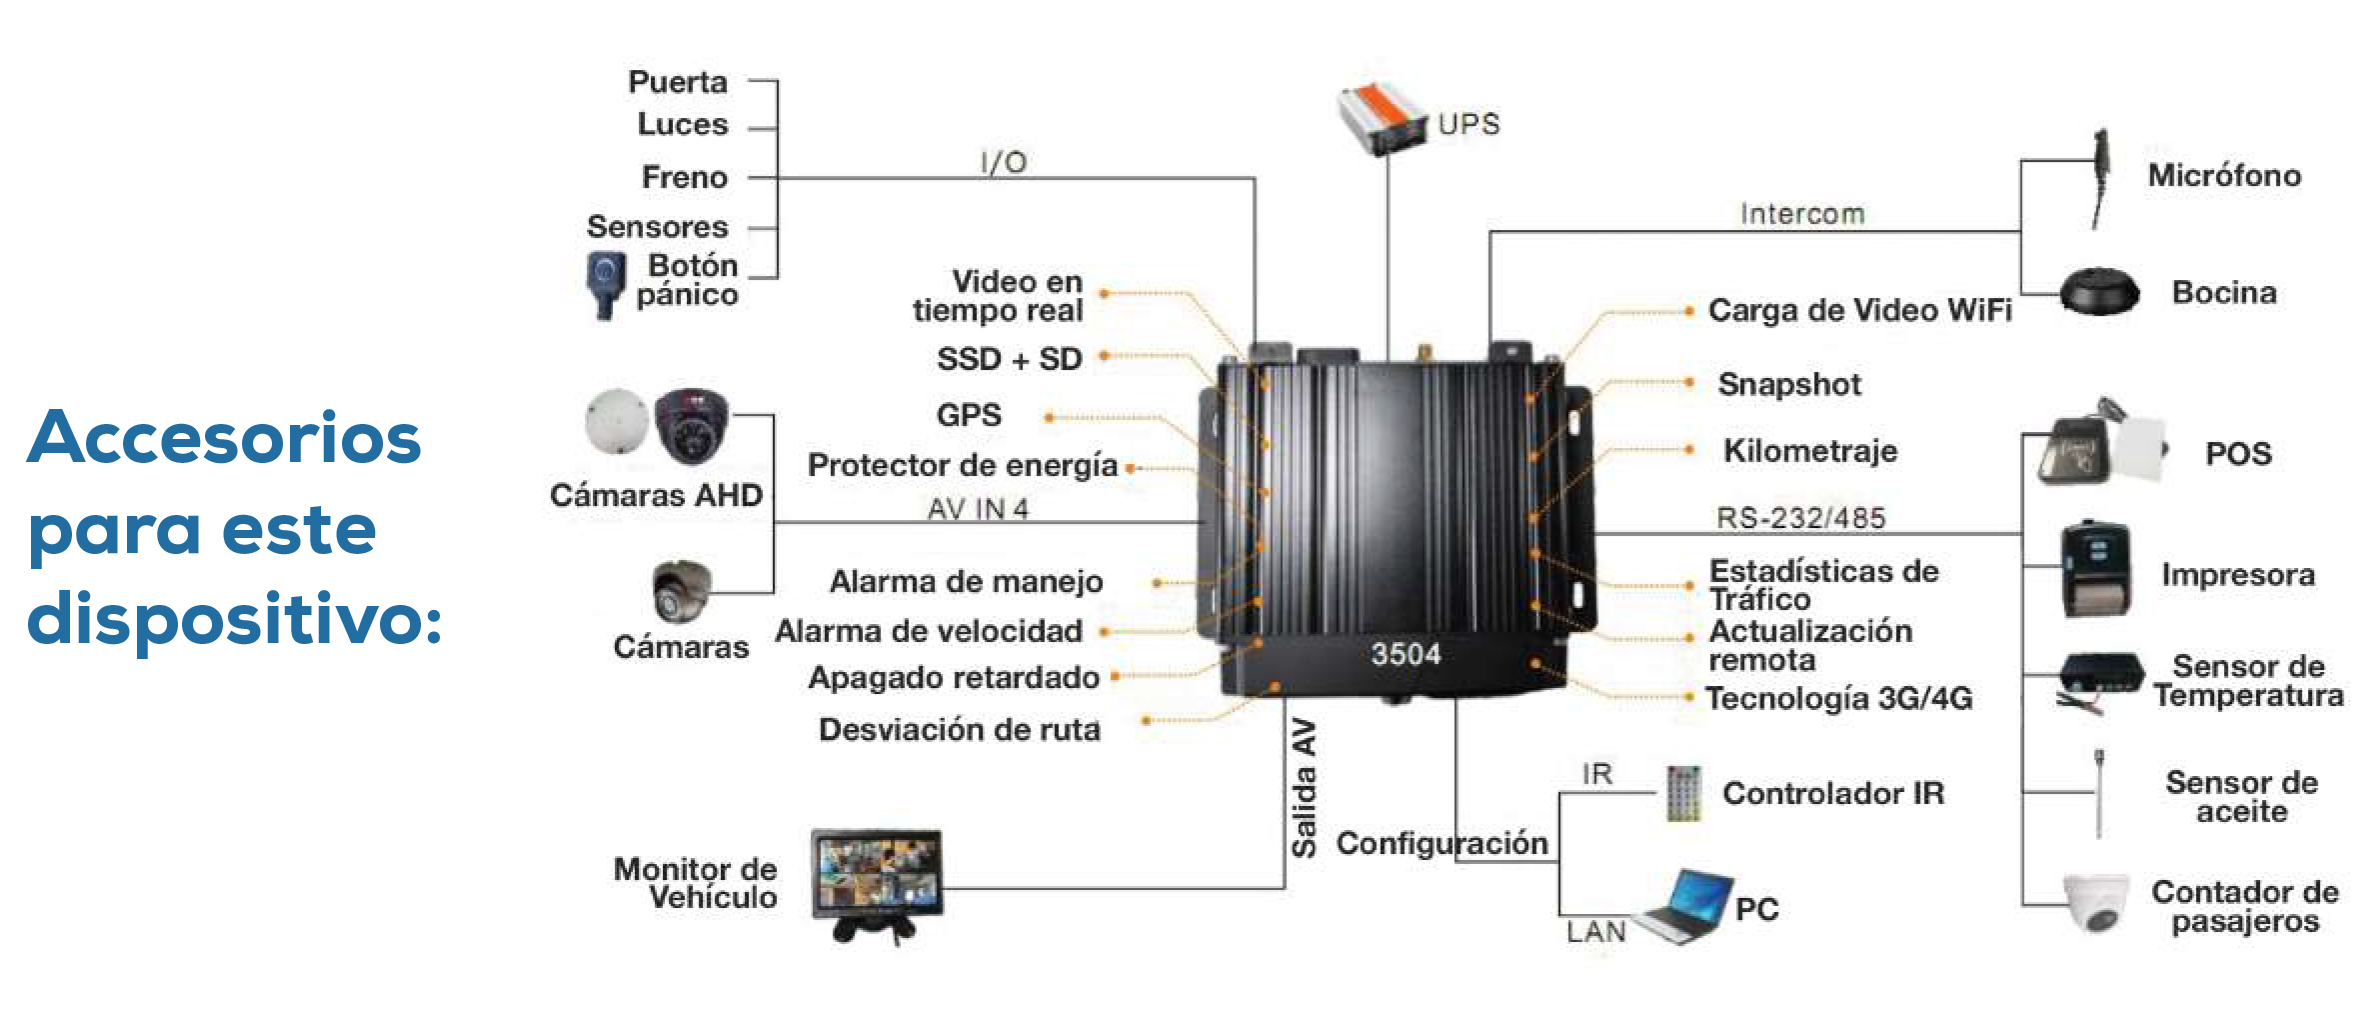 Accesorios
para este
dispositivo:
Puerta
Luces
Freno
Sensores
Botón
pánico
I/O
UPS
Intercom
Micrófono
Bocina
Video en
tiempo real
SSD + SD
GPS
Protector de energía
AV IN 4
Cámaras AHD
Cámaras
Alarma de manejo
Alarma de velocidad
Apagado retardado
Desviación de ruta
3504
Carga de Video WiFi
Snapshot
Kilometraje
RS-232/485
Estadísticas de
Tráfico
Actualización
remota
Tecnología 3G/4G
POS
Impresora
Sensor de
Temperatura
Sensor de
aceite
Contador de
pasajeros
Salida AV
Monitor de
Vehículo
Configuración
IR
Controlador IR
LAN
PC